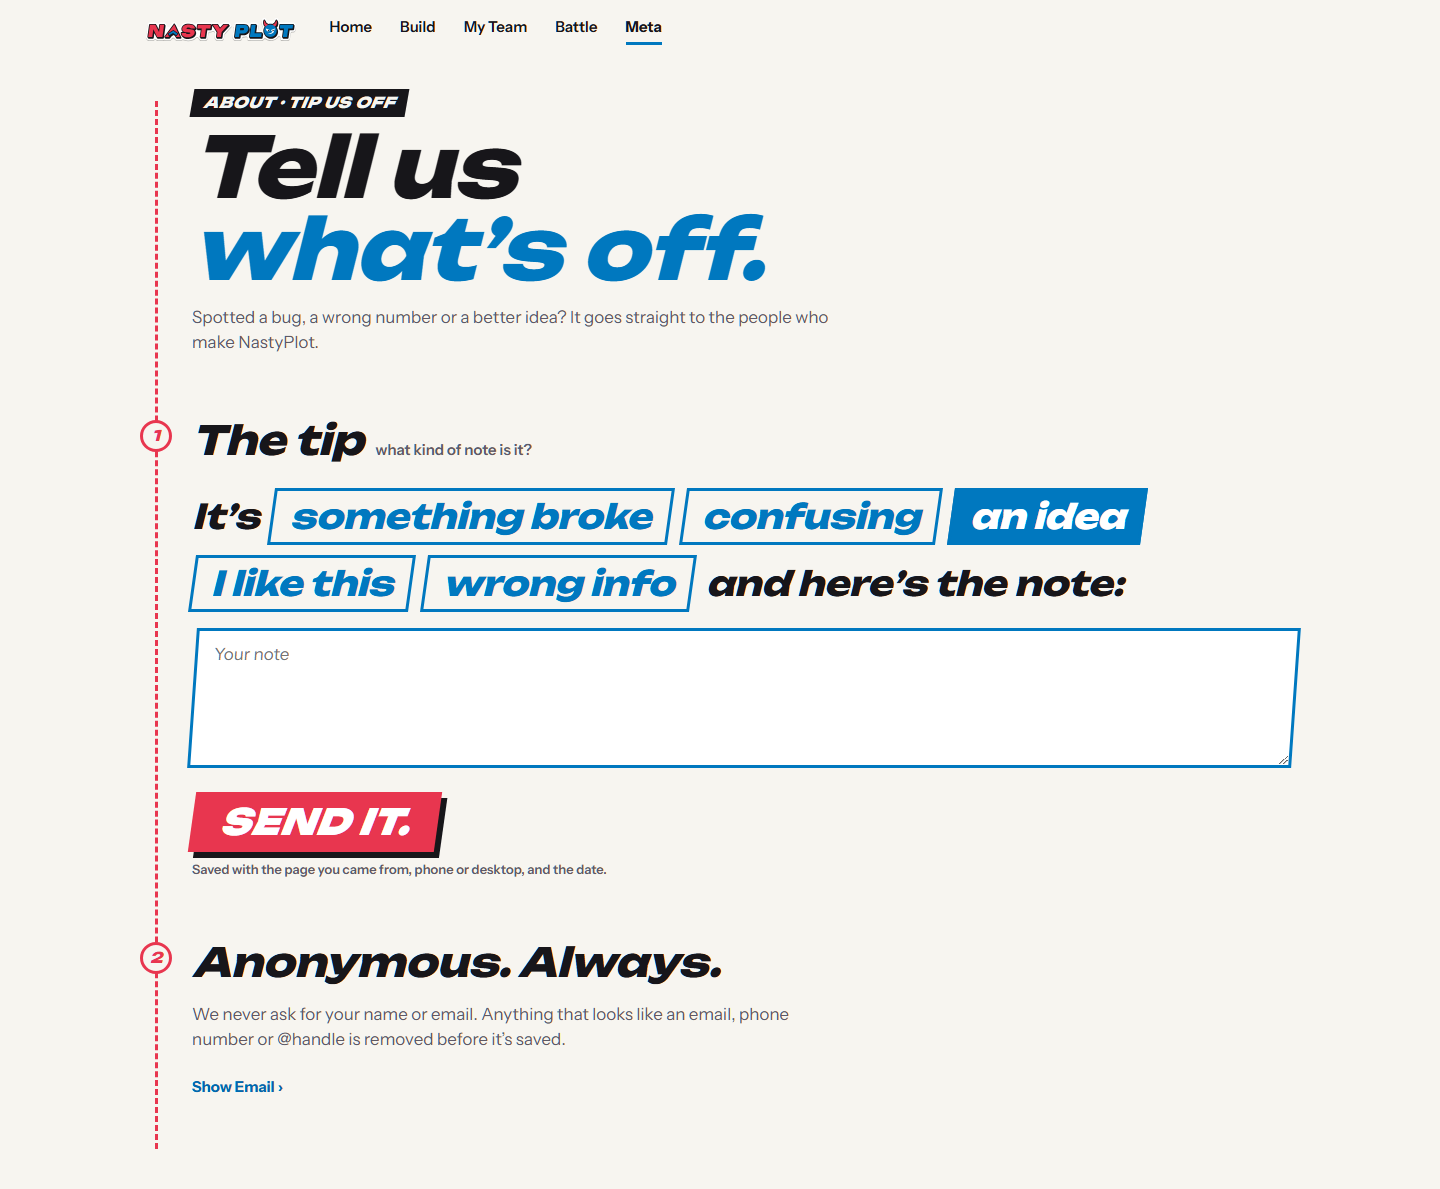 NASTY PLOT Home Build My Team Battle Meta
ABOUT · TIP US OFF
Tell us
what’s off.
Spotted a bug, a wrong number or a better idea? It goes straight to the people who
make NastyPlot.
1 The tip what kind of note is it?
It’s something broke confusing an idea
I like this wrong info and here’s the note:
Your note
SEND IT.
Saved with the page you came from, phone or desktop, and the date.
2 Anonymous. Always.
We never ask for your name or email. Anything that looks like an email, phone
number or @handle is removed before it’s saved.
Show Email ›